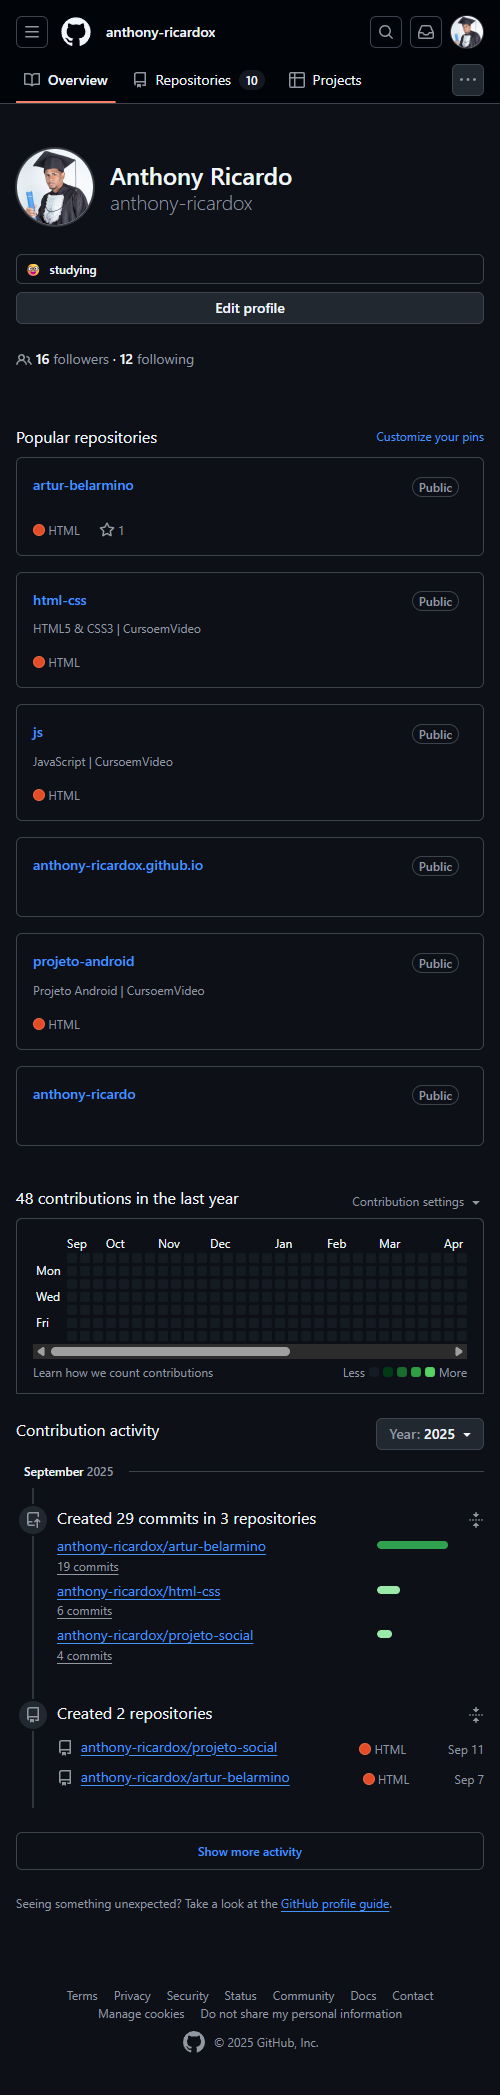 anthony-ricardox
Overview Repositories 10 Projects
Anthony Ricardo
anthony-ricardox
studying
Edit profile
16 followers · 12 following
Popular repositories Customize your pins
artur-belarmino Public
HTML 1
html-css Public
HTML5 & CSS3 | CursoemVideo
HTML
js Public
JavaScript | CursoemVideo
HTML
anthony-ricardox.github.io Public
projeto-android Public
Projeto Android | CursoemVideo
HTML
anthony-ricardo Public
48 contributions in the last year Contribution settings
Sep Oct Nov Dec Jan Feb Mar Apr
Mon
Wed
Fri
Learn how we count contributions Less More
Contribution activity Year: 2025
September 2025
Created 29 commits in 3 repositories
anthony-ricardox/artur-belarmino
19 commits
anthony-ricardox/html-css
6 commits
anthony-ricardox/projeto-social
4 commits
Created 2 repositories
anthony-ricardox/projeto-social HTML Sep 11
anthony-ricardox/artur-belarmino HTML Sep 7
Show more activity
Seeing something unexpected? Take a look at the GitHub profile guide.
Terms Privacy Security Status Community Docs Contact
Manage cookies Do not share my personal information
© 2025 GitHub, Inc.